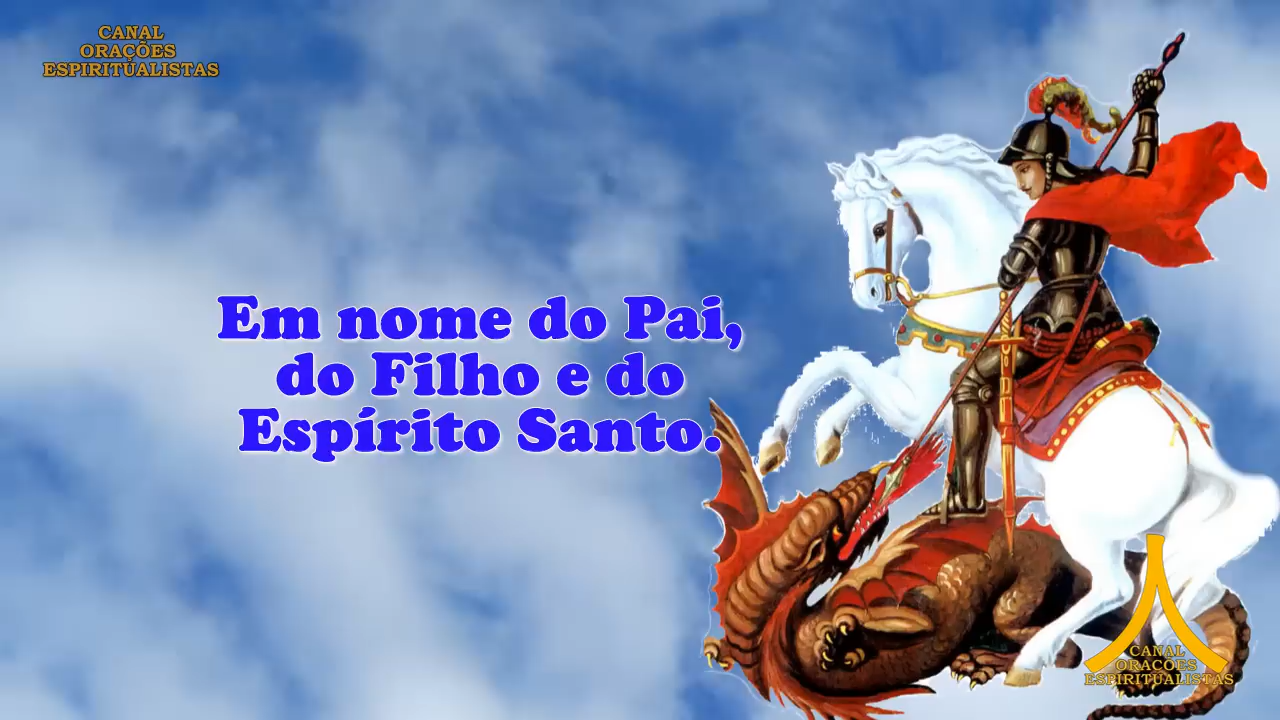 CANAL
ORAÇÕES
ESPIRITUALISTAS
Em nome do Pai,
do Filho e do
Espírito Santo.
CANAL
ORAÇÕES
ESPIRITUALISTAS